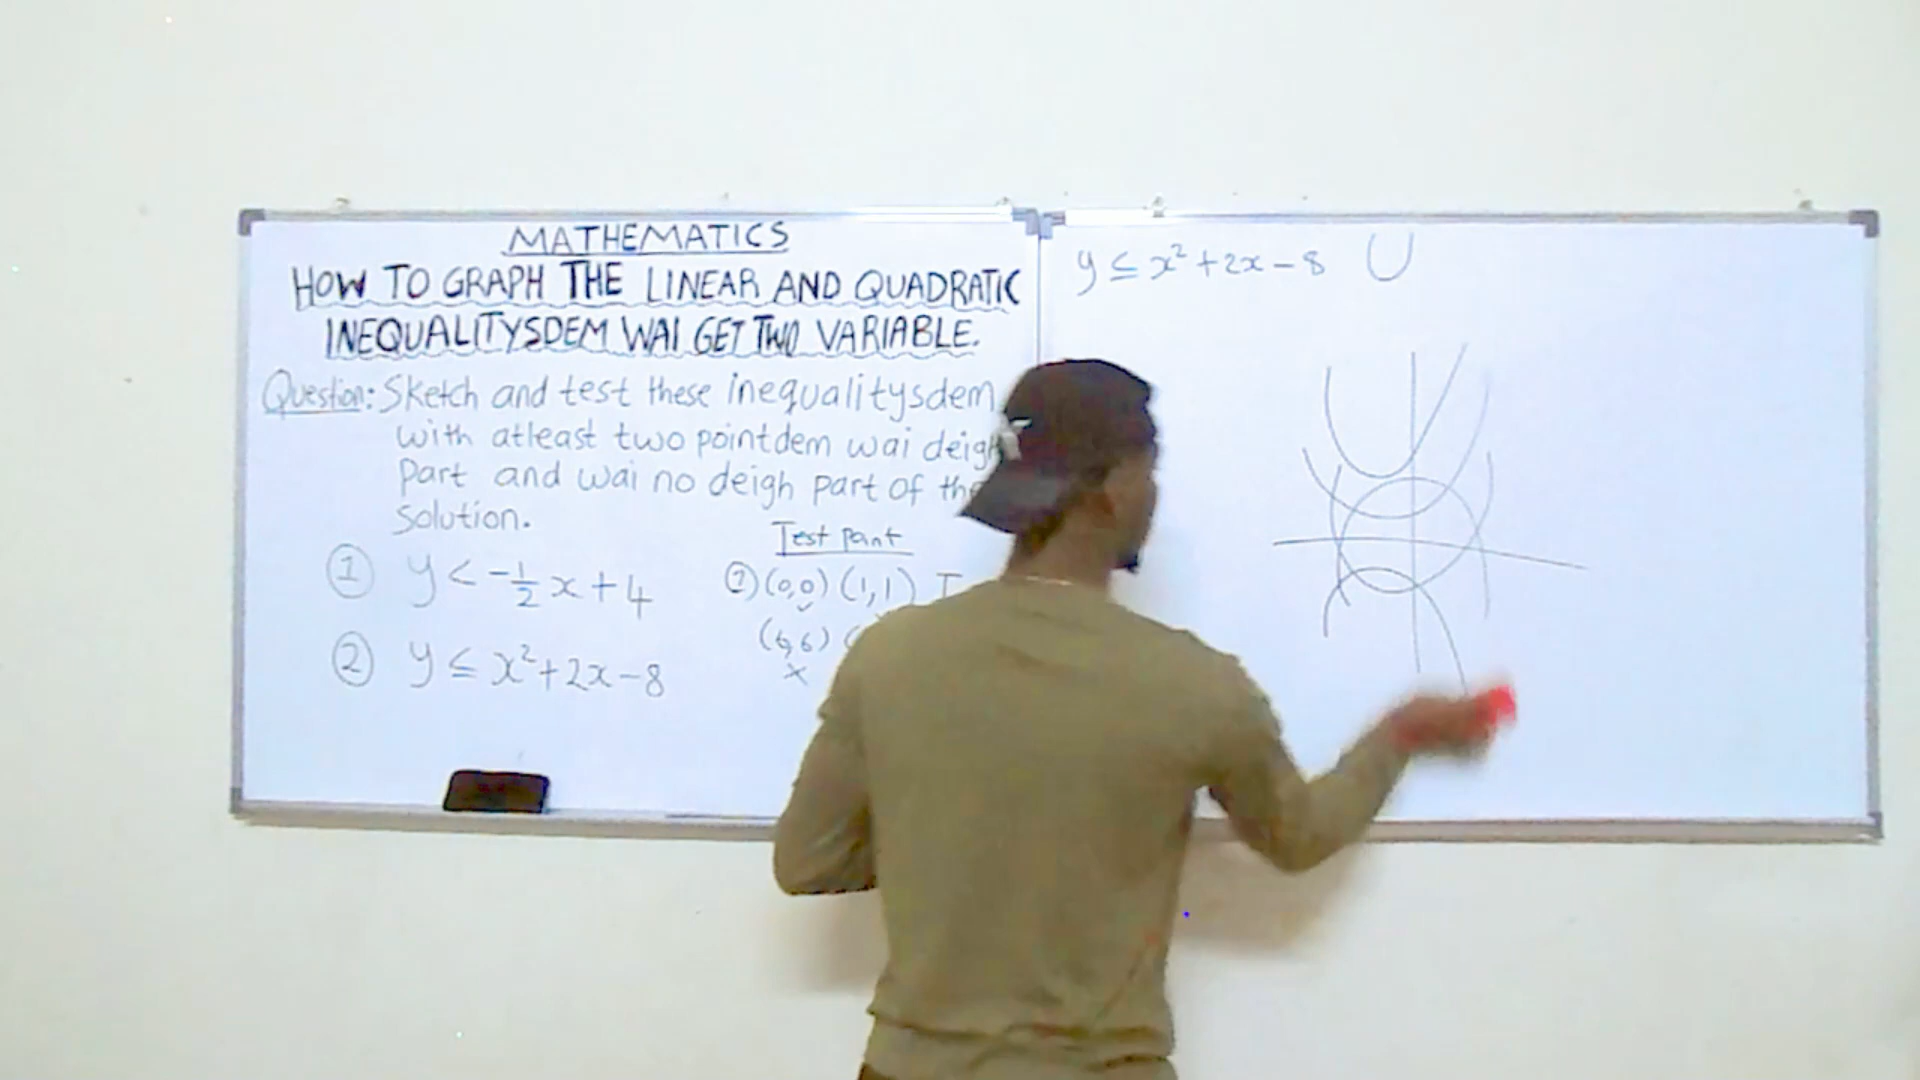 MATHEMATICS
HOW TO GRAPH THE LINEAR AND QUADRATIC
INEQUALITYSDEM WAI GET TWO VARIABLE.
Question: Sketch and test these inequalitysdem
with atleast two pointdem wai deigh
Part and wai no deigh part of the
Solution.
① y < -1/2 x + 4
② y ≤ x² + 2x - 8
Test point
(0,0) (1,1)
(6,6)
×
y ≤ x² + 2x - 8